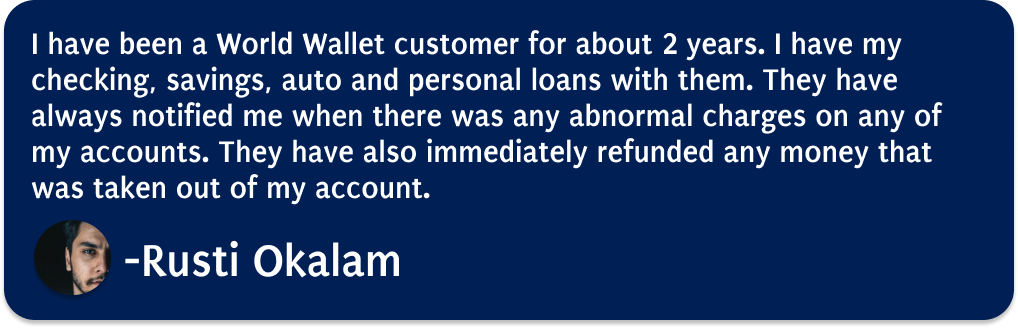 I have been a World Wallet customer for about 2 years. I have my
checking, savings, auto and personal loans with them. They have
always notified me when there was any abnormal charges on any of
my accounts. They have also immediately refunded any money that
was taken out of my account.
-Rusti Okalam